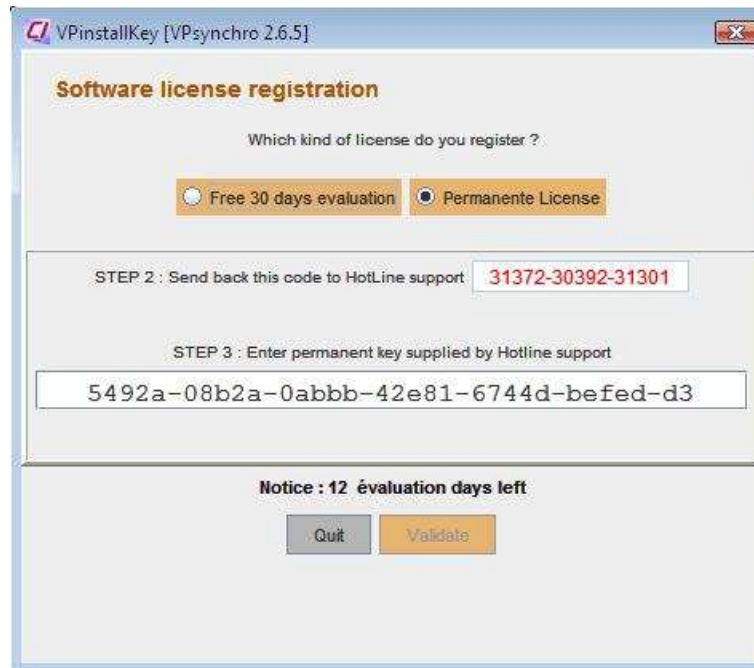 VPinstallKey [VPsynchro 2.6.5]
Software license registration
Which kind of license do you register ?
Free 30 days evaluation Permanente License
STEP 2 : Send back this code to HotLine support 31372-30392-31301
STEP 3 : Enter permanent key supplied by Hotline support
5492a-08b2a-0abbb-42e81-6744d-befed-d3
Notice : 12 évaluation days left
Quit Validate